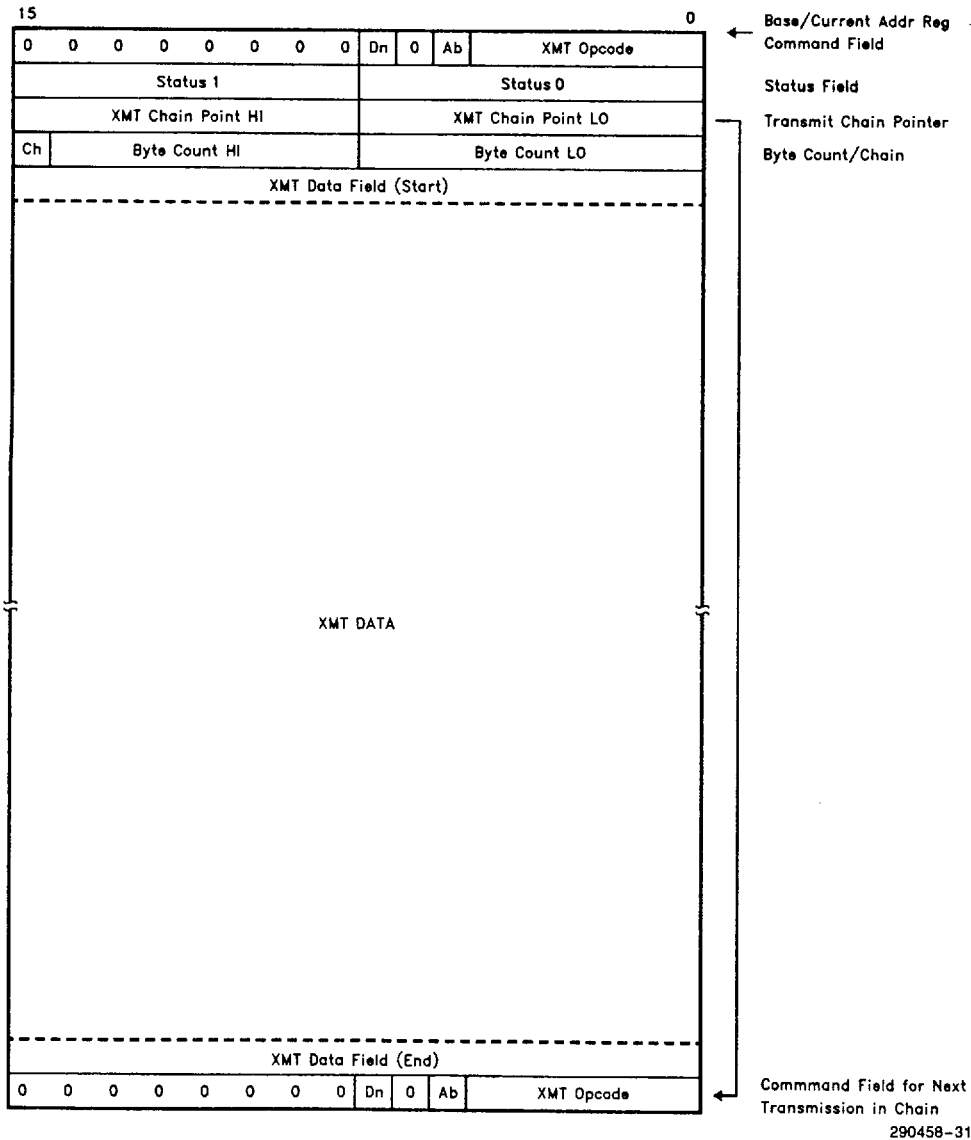 15 0
Base/Current Addr Reg
0 0 0 0 0 0 0 0 Dn 0 Ab XMT Opcode Command Field
Status 1 Status 0 Status Field
XMT Chain Point HI XMT Chain Point LO Transmit Chain Pointer
Ch Byte Count HI Byte Count LO Byte Count/Chain
XMT Data Field (Start)
XMT DATA
XMT Data Field (End)
0 0 0 0 0 0 0 0 Dn 0 Ab XMT Opcode Commmand Field for Next
Transmission in Chain
290458-31